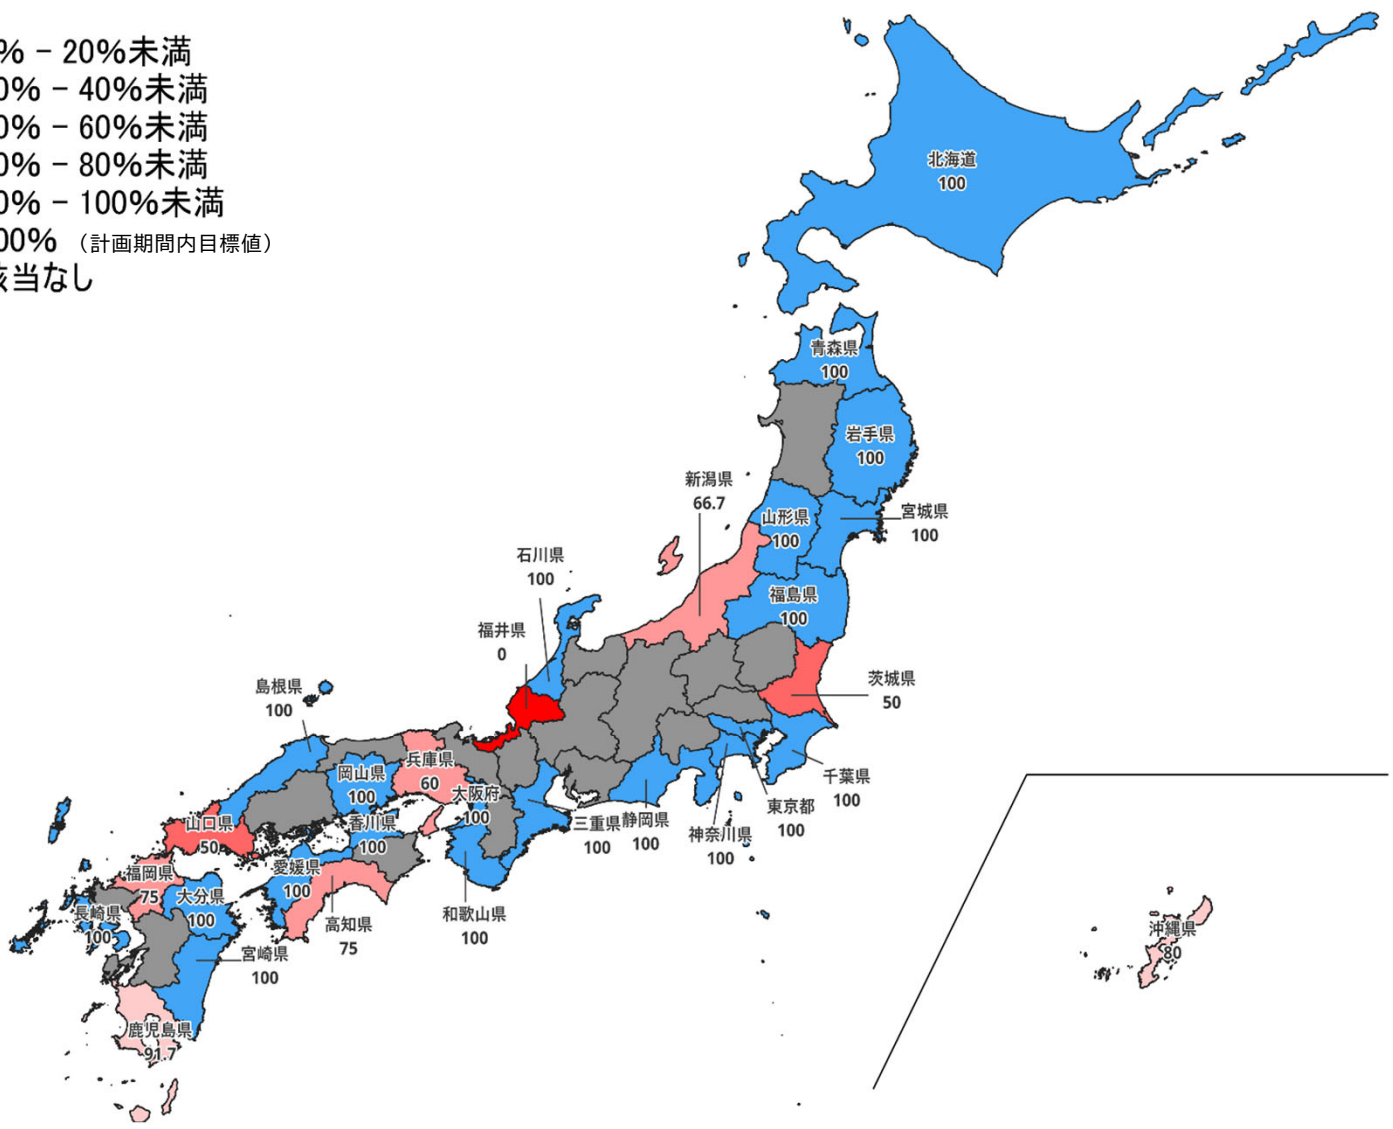 % - 20%未満
0% - 40%未満
0% - 60%未満
0% - 80%未満
0% - 100%未満
00% （計画期間内目標値）
該当なし
北海道
100
青森県
100
岩手県
100
新潟県
66.7
山形県
100
宮城県
100
石川県
100
福島県
100
福井県
0
茨城県
50
島根県
100
兵庫県
60
岡山県
100
千葉県
100
大阪府
100
東京都
100
三重県
100
静岡県
100
神奈川県
100
山口県
50
香川県
100
福岡県
75
愛媛県
100
大分県
100
長崎県
100
高知県
75
和歌山県
100
宮崎県
100
沖縄県
80
鹿児島県
91.7